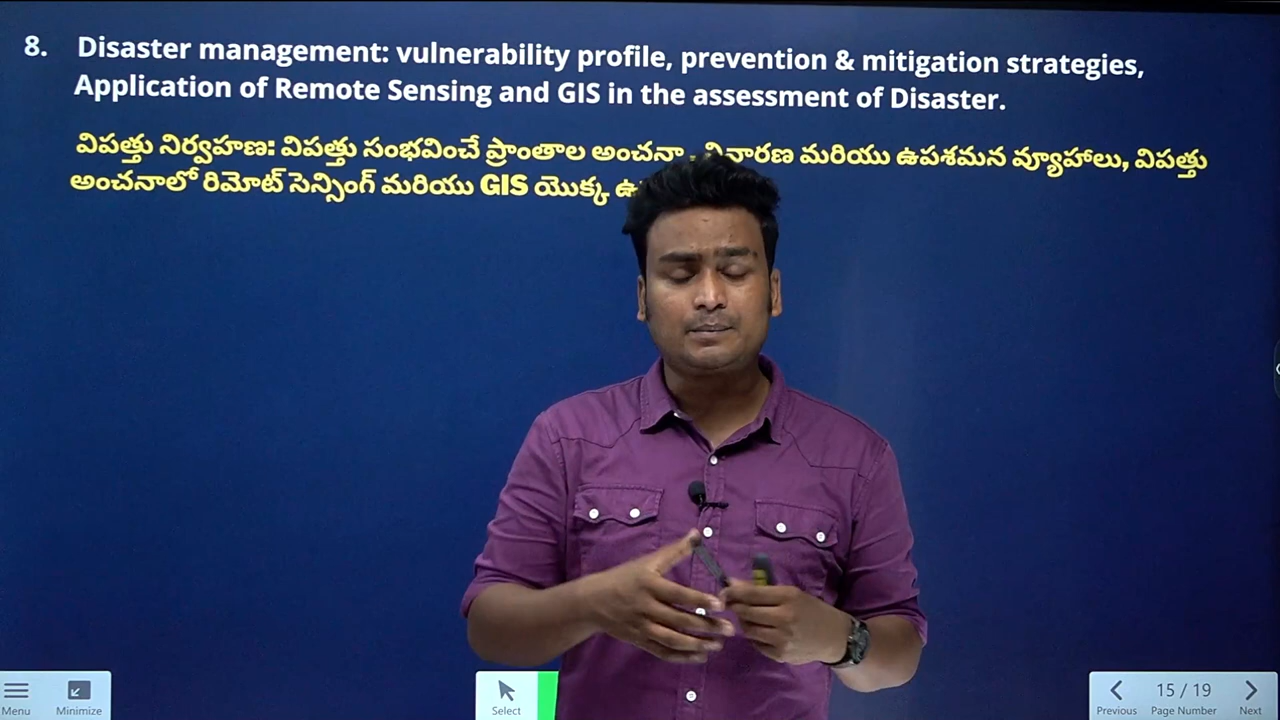 8. Disaster management: vulnerability profile, prevention & mitigation strategies,
Application of Remote Sensing and GIS in the assessment of Disaster.
విపత్తు నిర్వహణ: విపత్తు సంభవించే ప్రాంతాల అంచనా మరియు ఉపశమన వ్యూహాలు, విపత్తు
అంచనాలో రిమోట్ సెన్సింగ్ మరియు GIS యొక్క
Menu
Minimize
Select
Previous
15 / 19
Page Number
Next